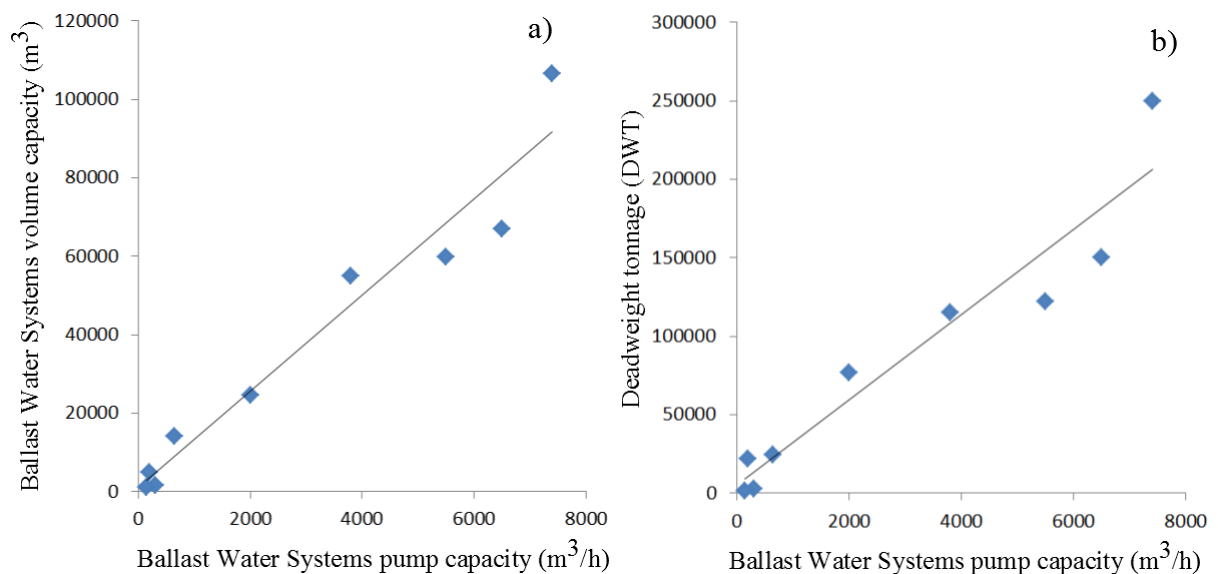 a)
Ballast Water Systems volume capacity (m³)
120000
100000
80000
60000
40000
20000
0
0 2000 4000 6000 8000
Ballast Water Systems pump capacity (m³/h)
b)
Deadweight tonnage (DWT)
300000
250000
200000
150000
100000
50000
0
0 2000 4000 6000 8000
Ballast Water Systems pump capacity (m³/h)